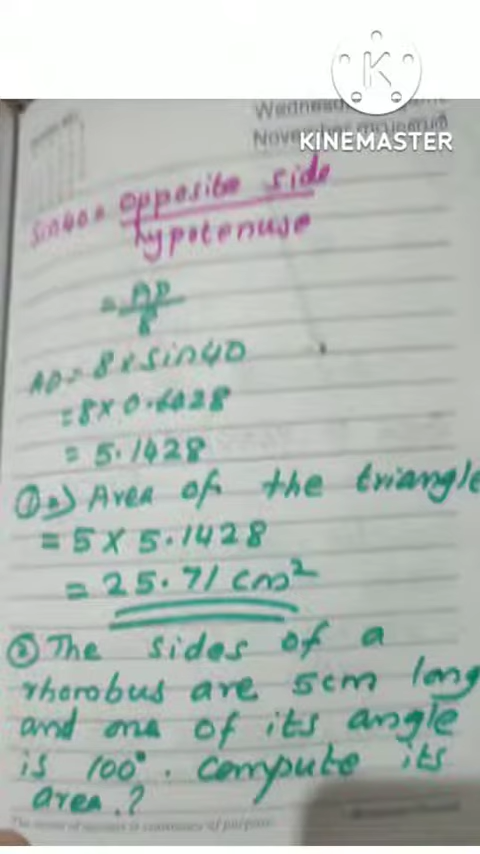 KINEMASTER
sin40= opposite side
hypotenuse
= AD
8
AD= 8 x sin40
=8 x 0.6428
= 5.1428
① a) Area of the triangle
= 5 x 5.1428
= 25.71 cm²
② The sides of a
rhombus are 5cm long
and one of its angle
is 100°. compute its
area.?